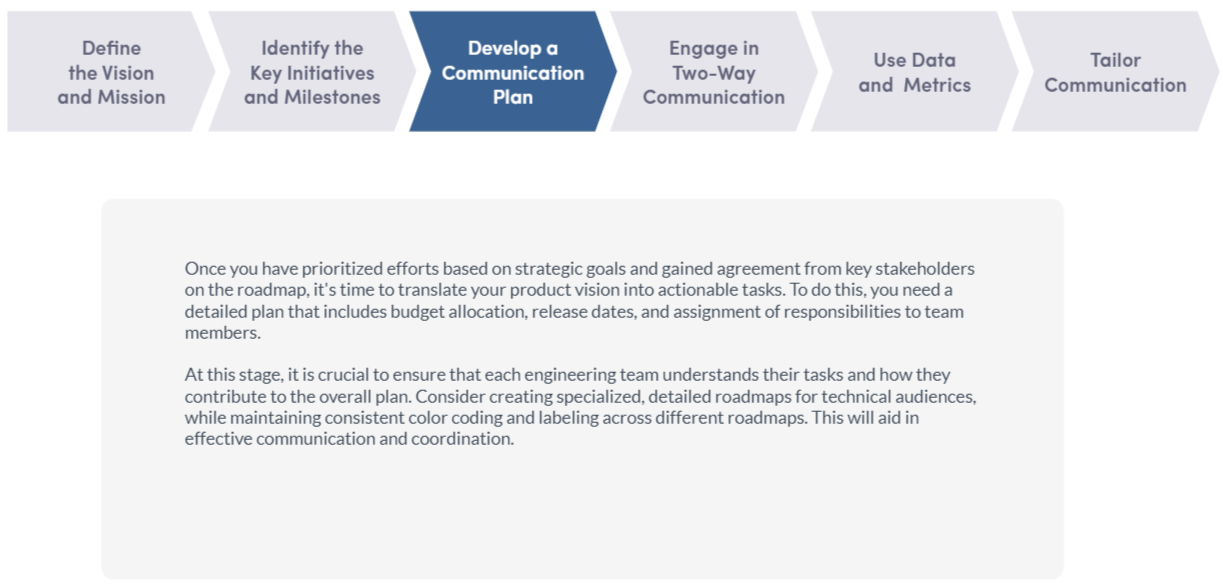 Define
the Vision
and Mission
Identify the
Key Initiatives
and Milestones
Develop a
Communication
Plan
Engage in
Two-Way
Communication
Use Data
and  Metrics
Tailor
Communication
Once you have prioritized efforts based on strategic goals and gained agreement from key stakeholders
on the roadmap, it's time to translate your product vision into actionable tasks. To do this, you need a
detailed plan that includes budget allocation, release dates, and assignment of responsibilities to team
members.
At this stage, it is crucial to ensure that each engineering team understands their tasks and how they
contribute to the overall plan. Consider creating specialized, detailed roadmaps for technical audiences,
while maintaining consistent color coding and labeling across different roadmaps. This will aid in
effective communication and coordination.